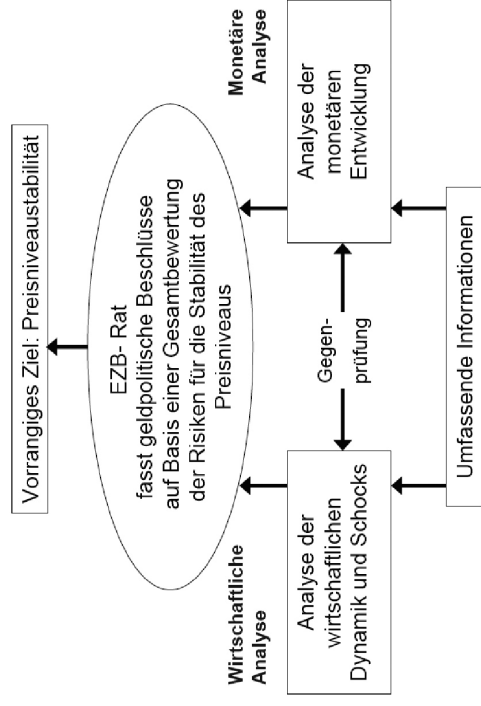 Vorrangiges Ziel: Preisniveaustabilität
EZB- Rat
fasst geldpolitische Beschlüsse
auf Basis einer Gesamtbewertung
der Risiken für die Stabilität des
Preisniveaus
Wirtschaftliche
Analyse
Monetäre
Analyse
Analyse der
wirtschaftlichen
Dynamik und Schocks
Gegen-
prüfung
Analyse der
monetären
Entwicklung
Umfassende Informationen